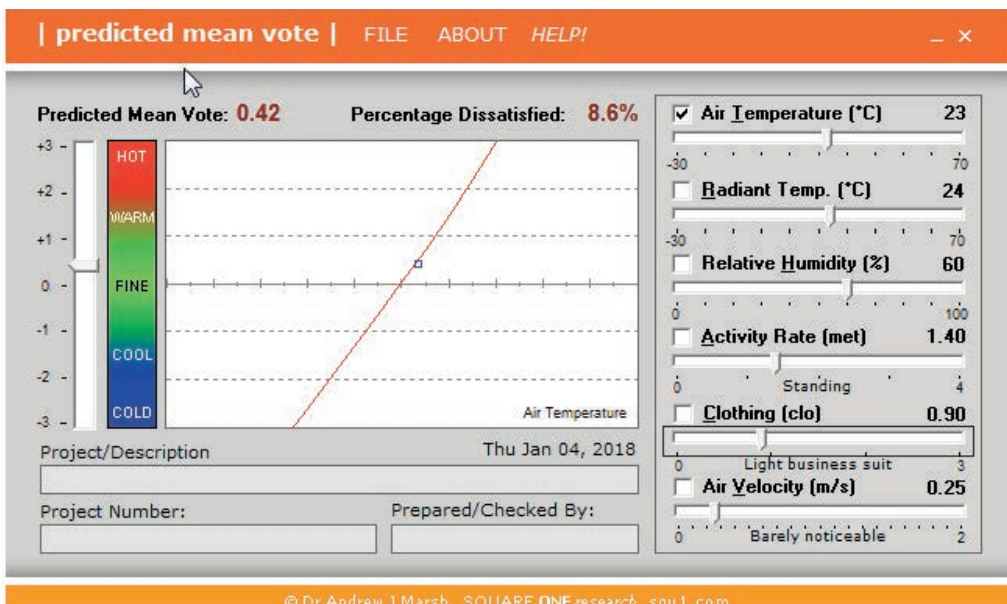 | predicted mean vote | FILE ABOUT HELP! _ ×
Predicted Mean Vote: 0.42 Percentage Dissatisfied: 8.6%
+3
+2
+1
0
-1
-2
-3
HOT
WARM
FINE
COOL
COLD
Air Temperature
Air Temperature (°C) 23
-30 70
Radiant Temp. (°C) 24
-30 70
Relative Humidity (%) 60
0 100
Activity Rate (met) 1.40
0 Standing 4
Clothing (clo) 0.90
0 Light business suit 3
Air Velocity (m/s) 0.25
0 Barely noticeable 2
Project/Description Thu Jan 04, 2018
Project Number: Prepared/Checked By:
© Dr Andrew J Marsh, SQUARE ONE research, squ1.com